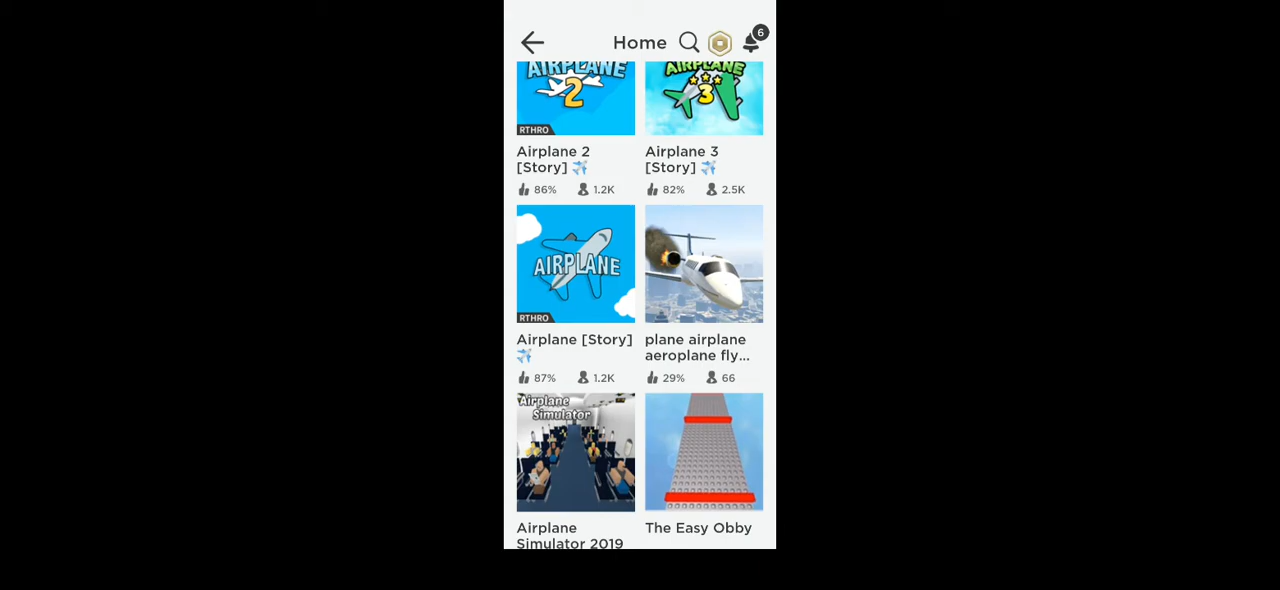 Home
6
AIRPLANE
2
RTHRO
AIRPLANE
3
Airplane 2
[Story] ✈️
86% 1.2K
Airplane 3
[Story] ✈️
82% 2.5K
AIRPLANE
RTHRO
Airplane [Story]
✈️
87% 1.2K
plane airplane
aeroplane fly...
29% 66
Airplane
Simulator
Airplane
Simulator 2019
The Easy Obby